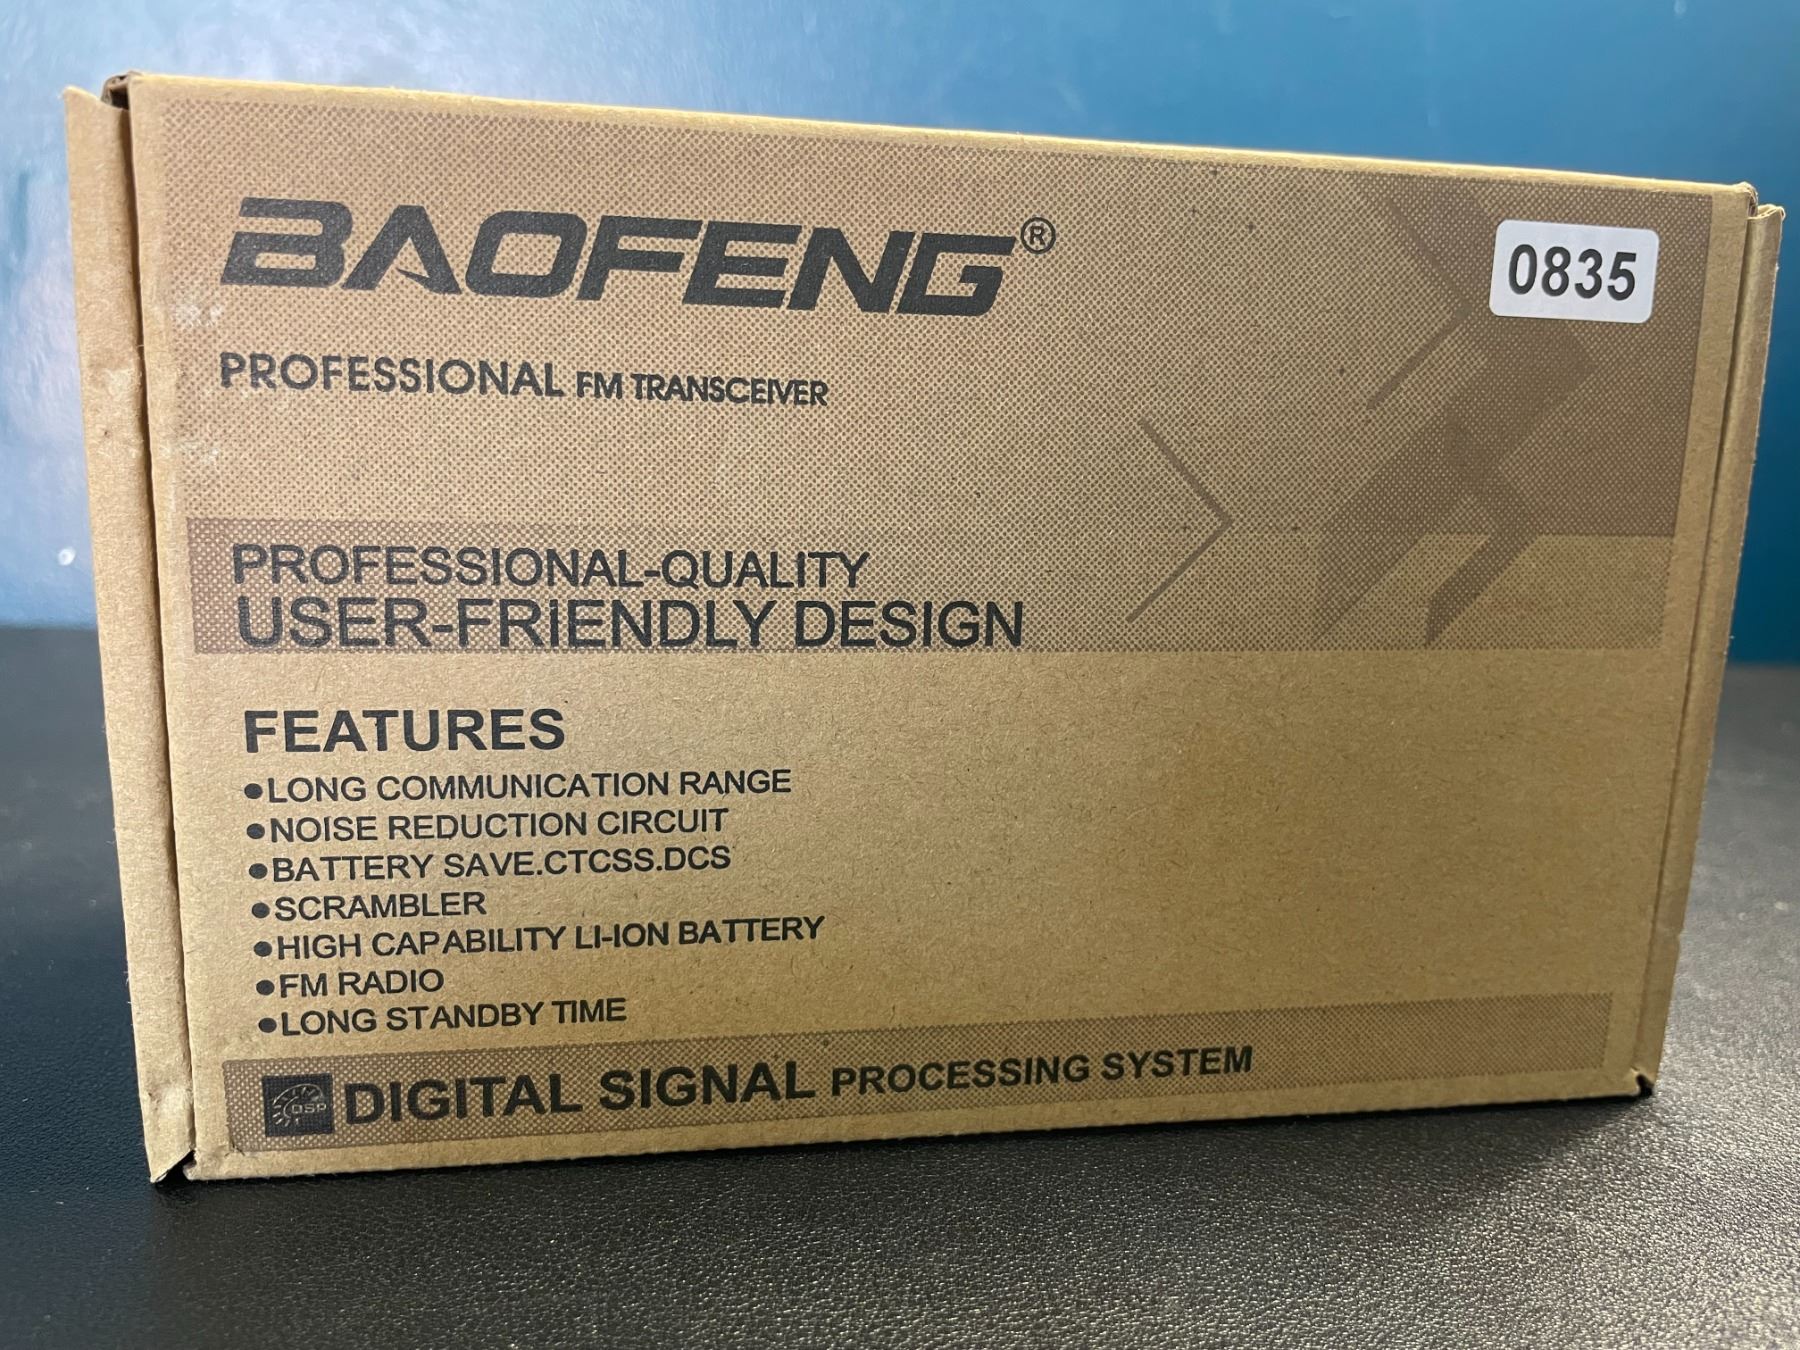 BAOFENG®
0835
PROFESSIONAL FM TRANSCEIVER
PROFESSIONAL-QUALITY
USER-FRIENDLY DESIGN
FEATURES
●LONG COMMUNICATION RANGE
●NOISE REDUCTION CIRCUIT
●BATTERY SAVE.CTCSS.DCS
●SCRAMBLER
●HIGH CAPABILITY LI-ION BATTERY
●FM RADIO
●LONG STANDBY TIME
DSP DIGITAL SIGNAL PROCESSING SYSTEM